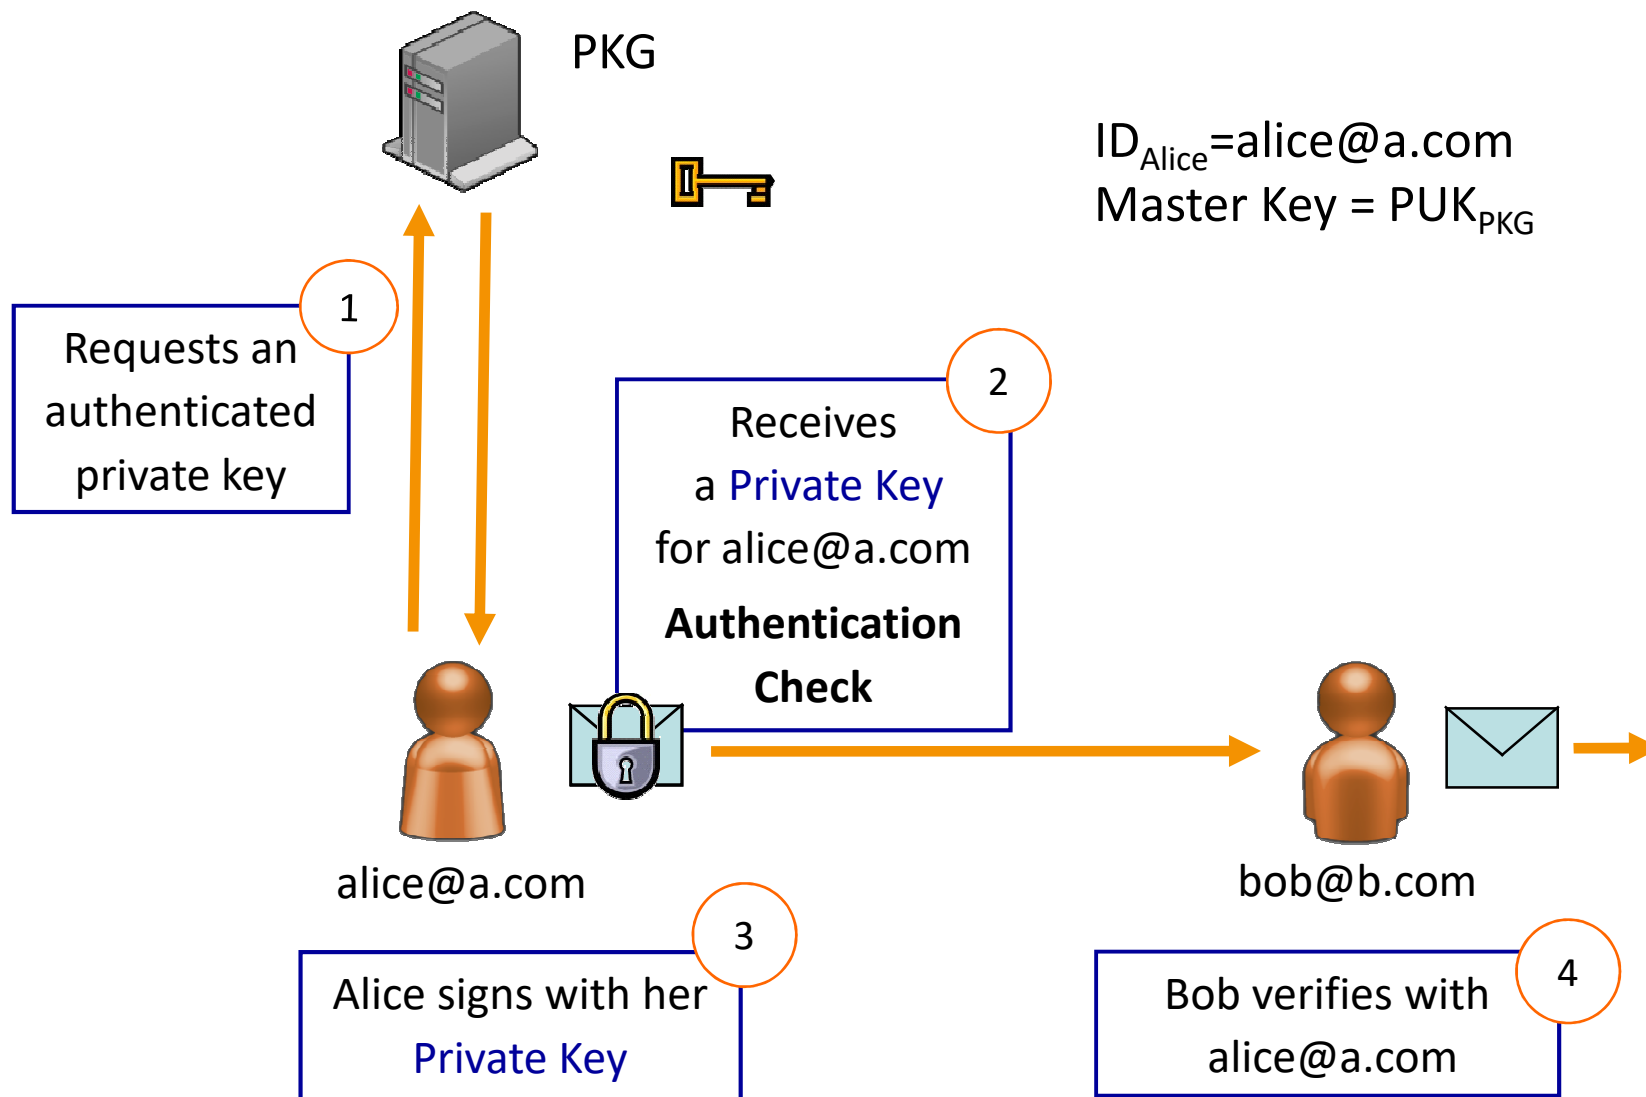 PKG
ID_Alice=alice@a.com
Master Key = PUK_PKG
1
Requests an
authenticated
private key
2
Receives
a Private Key
for alice@a.com
Authentication
Check
alice@a.com
bob@b.com
3
Alice signs with her
Private Key
4
Bob verifies with
alice@a.com